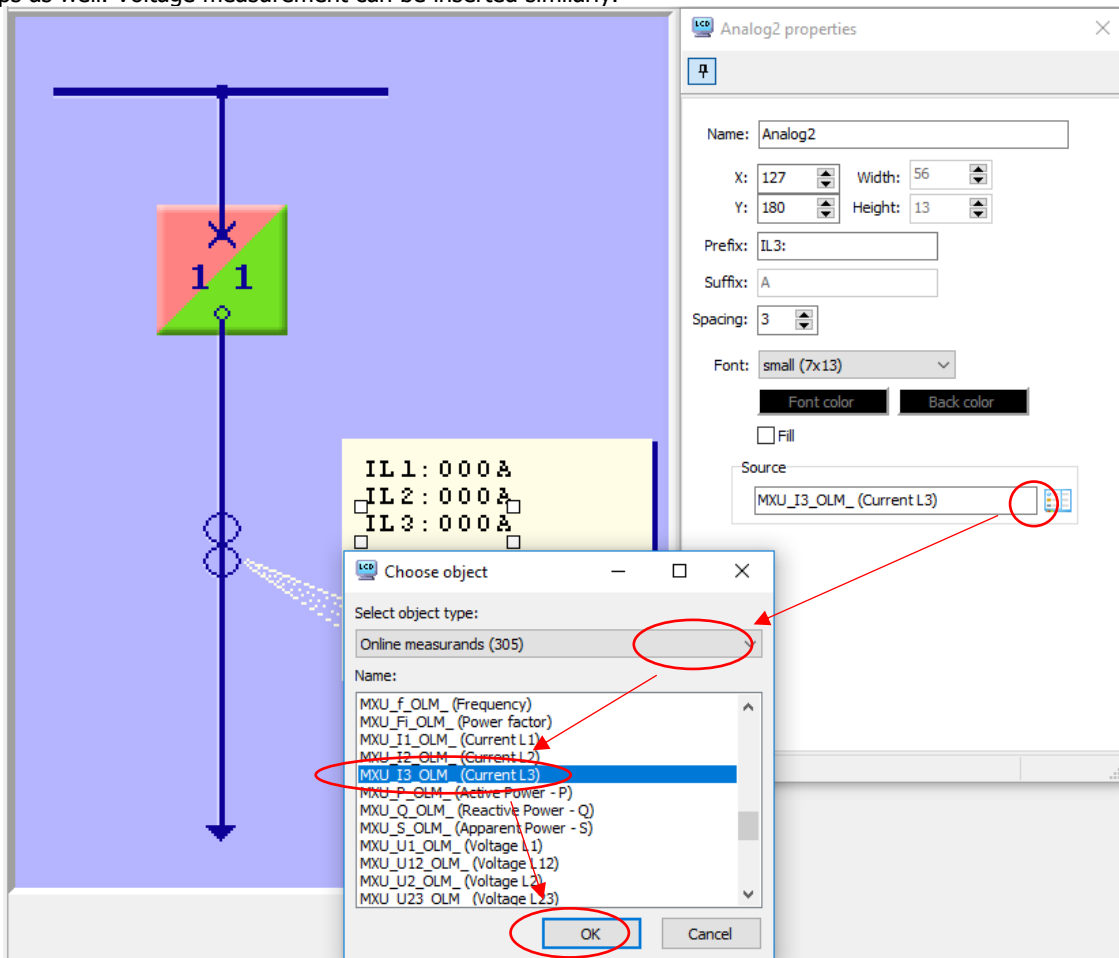 ps as well. Voltage measurement can be inserted similarly.
LCD Analog2 properties
Name: Analog2
X: 127 Width: 56
Y: 180 Height: 13
Prefix: IL3:
Suffix: A
Spacing: 3
Font: small (7x13)
Font color Back color
Fill
Source
MXU_I3_OLM_ (Current L3)
1 1
IL1:000A
IL2:000A
IL3:000A
LCD Choose object
Select object type:
Online measurands (305)
Name:
MXU_f_OLM_ (Frequency)
MXU_Fi_OLM_ (Power factor)
MXU_I1_OLM_ (Current L1)
MXU_I2_OLM_ (Current L2)
MXU_I3_OLM_ (Current L3)
MXU_P_OLM_ (Active Power - P)
MXU_Q_OLM_ (Reactive Power - Q)
MXU_S_OLM_ (Apparent Power - S)
MXU_U1_OLM_ (Voltage L1)
MXU_U12_OLM_ (Voltage L12)
MXU_U2_OLM_ (Voltage L2)
MXU_U23_OLM_ (Voltage L23)
OK Cancel